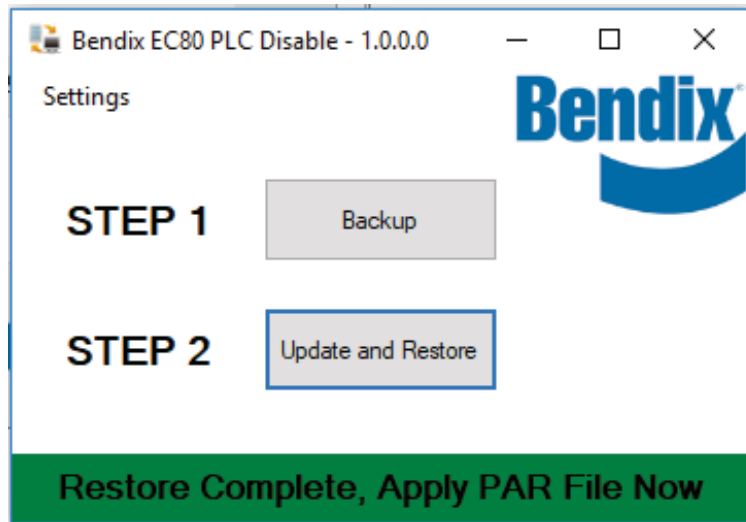 Bendix EC80 PLC Disable - 1.0.0.0
Settings
Bendix
STEP 1
Backup
STEP 2
Update and Restore
Restore Complete, Apply PAR File Now